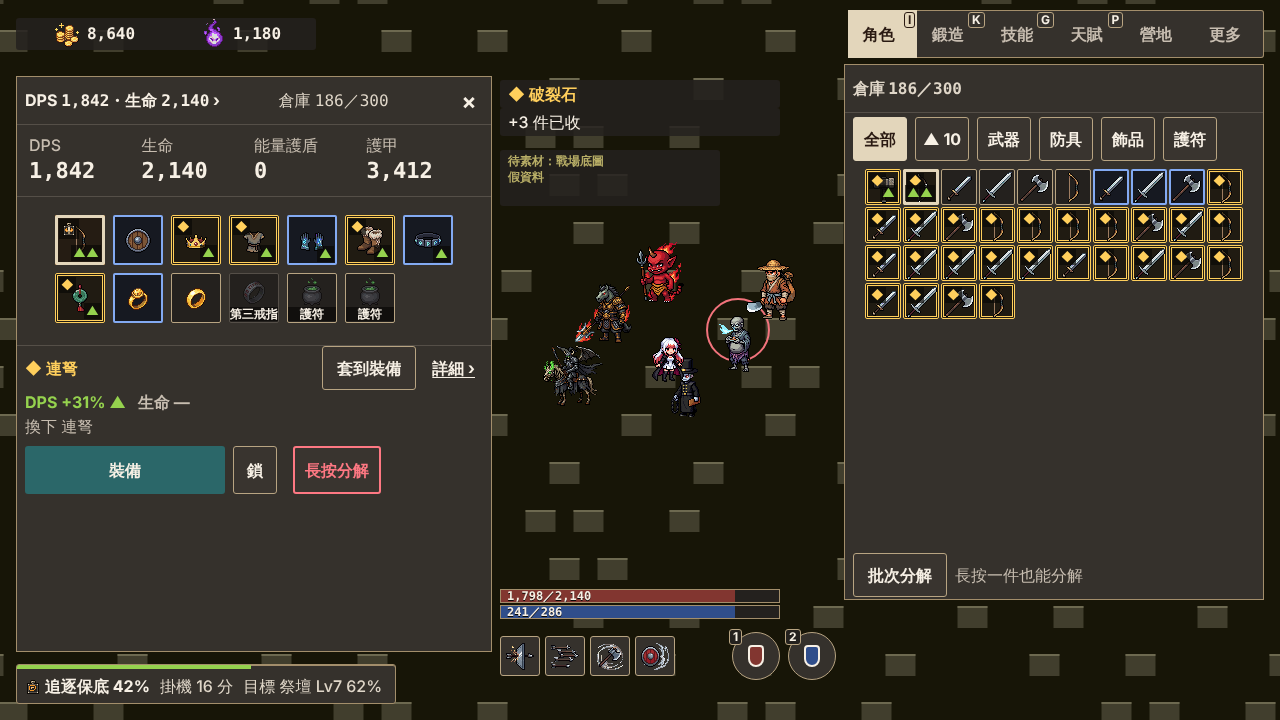 8,640
1,180
角色
I
鍛造
K
技能
G
天賦
P
營地
更多
DPS 1,842・生命 2,140 ›
倉庫 186／300
×
DPS
生命
能量護盾
護甲
1,842
2,140
0
3,412
第三戒指
護符
護符
連弩
套到裝備
詳細 ›
DPS +31% ▲ 生命 —
換下 連弩
裝備
鎖
長按分解
追逐保底 42% 掛機 16 分 目標 祭壇 Lv7 62%
破裂石
+3 件已收
待素材：戰場底圖
假資料
1,798／2,140
241／286
1
2
倉庫 186／300
全部
▲ 10
武器
防具
飾品
護符
批次分解
長按一件也能分解